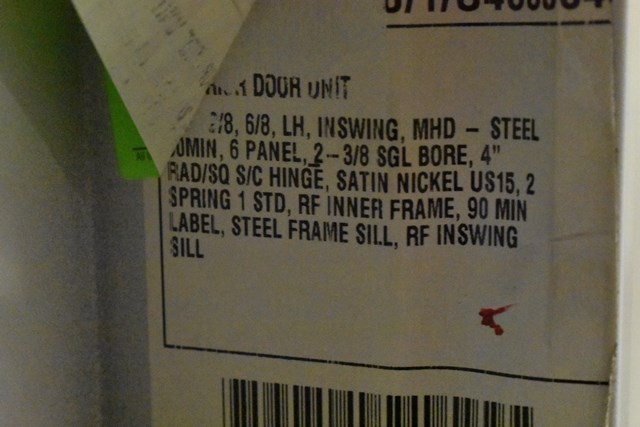 DOOR UNIT
6/8, LH, INSWING, MHD – STEEL
6 PANEL, 2-3/8 SGL BORE, 4"
RAD/SQ S/C HINGE, SATIN NICKEL US15, 2
SPRING 1 STD, RF INNER FRAME, 90 MIN
LABEL, STEEL FRAME SILL, RF INSWING
SILL